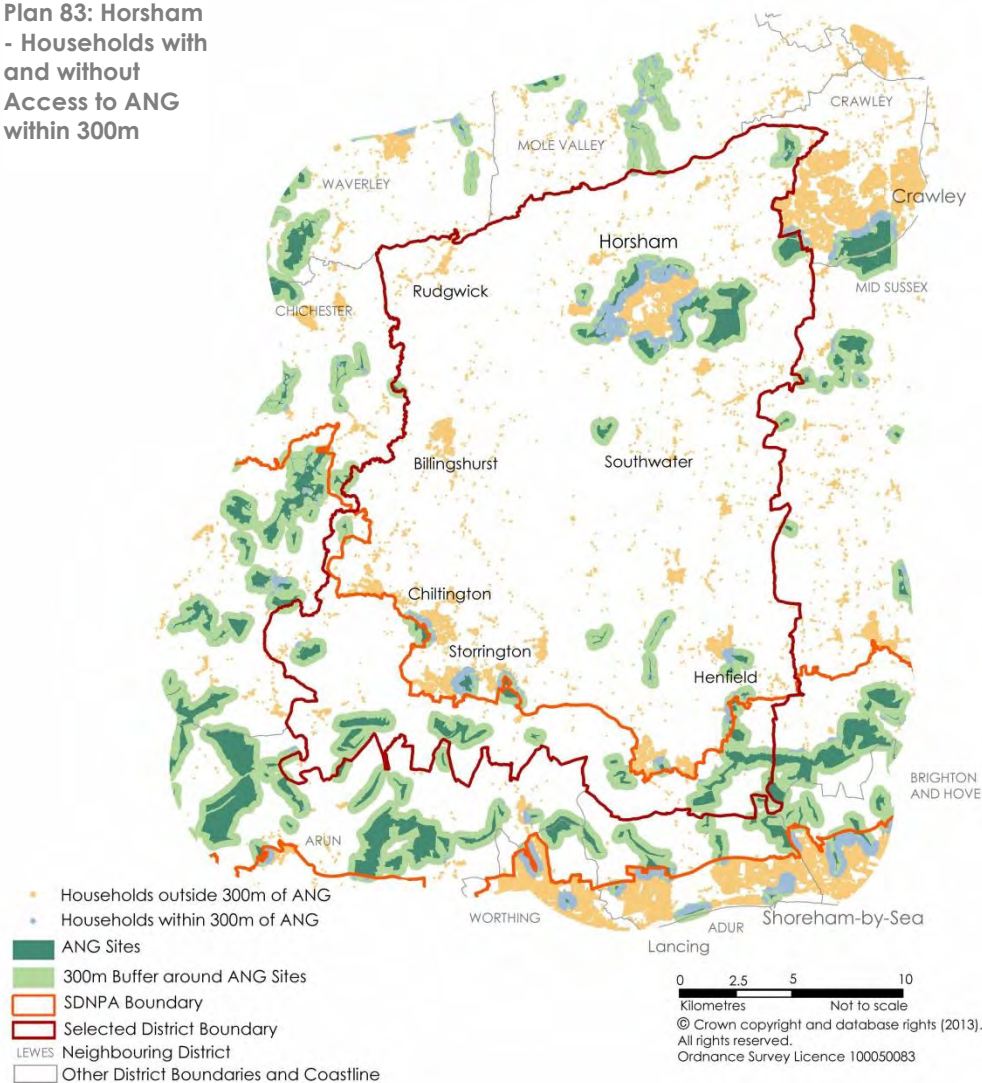 Plan 83: Horsham
- Households with
and without
Access to ANG
within 300m
CRAWLEY
MOLE VALLEY
WAVERLEY
Crawley
Horsham
MID SUSSEX
Rudgwick
CHICHESTER
Billingshurst
Southwater
Chiltington
Storrington
Henfield
BRIGHTON
AND HOVE
ARUN
WORTHING
ADUR
Shoreham-by-Sea
Lancing
Households outside 300m of ANG
Households within 300m of ANG
ANG Sites
300m Buffer around ANG Sites
SDNPA Boundary
Selected District Boundary
LEWES Neighbouring District
Other District Boundaries and Coastline
0 2.5 5 10
Kilometres Not to scale
© Crown copyright and database rights (2013).
All rights reserved.
Ordnance Survey Licence 100050083